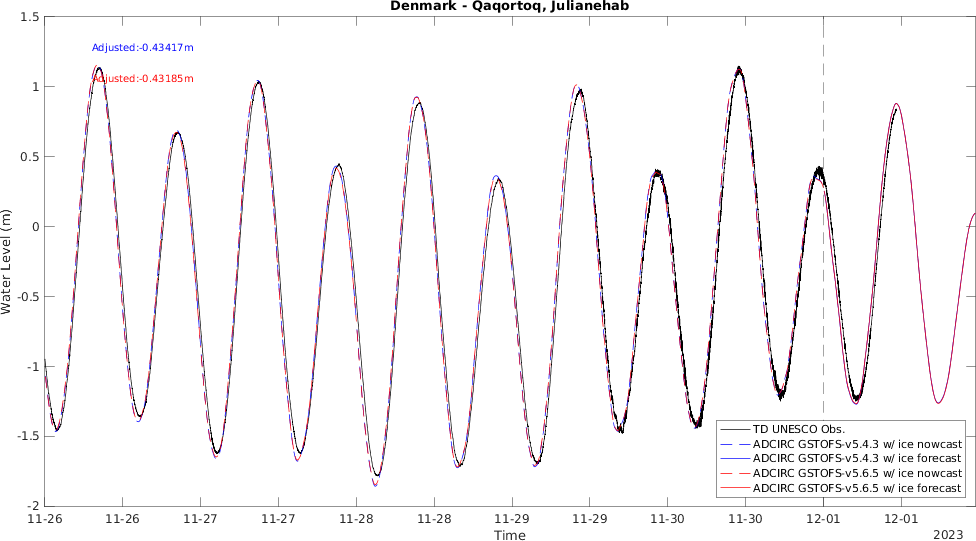 Denmark - Qaqortoq, Julianehab
1.5
1
0.5
0
-0.5
-1
-1.5
-2
Water Level (m)
Adjusted:-0.43417m
Adjusted:-0.43185m
TD UNESCO Obs.
ADCIRC GSTOFS-v5.4.3 w/ ice nowcast
ADCIRC GSTOFS-v5.4.3 w/ ice forecast
ADCIRC GSTOFS-v5.6.5 w/ ice nowcast
ADCIRC GSTOFS-v5.6.5 w/ ice forecast
11-26 11-26 11-27 11-27 11-28 11-28 11-29 11-29 11-30 11-30 12-01 12-01
Time
2023